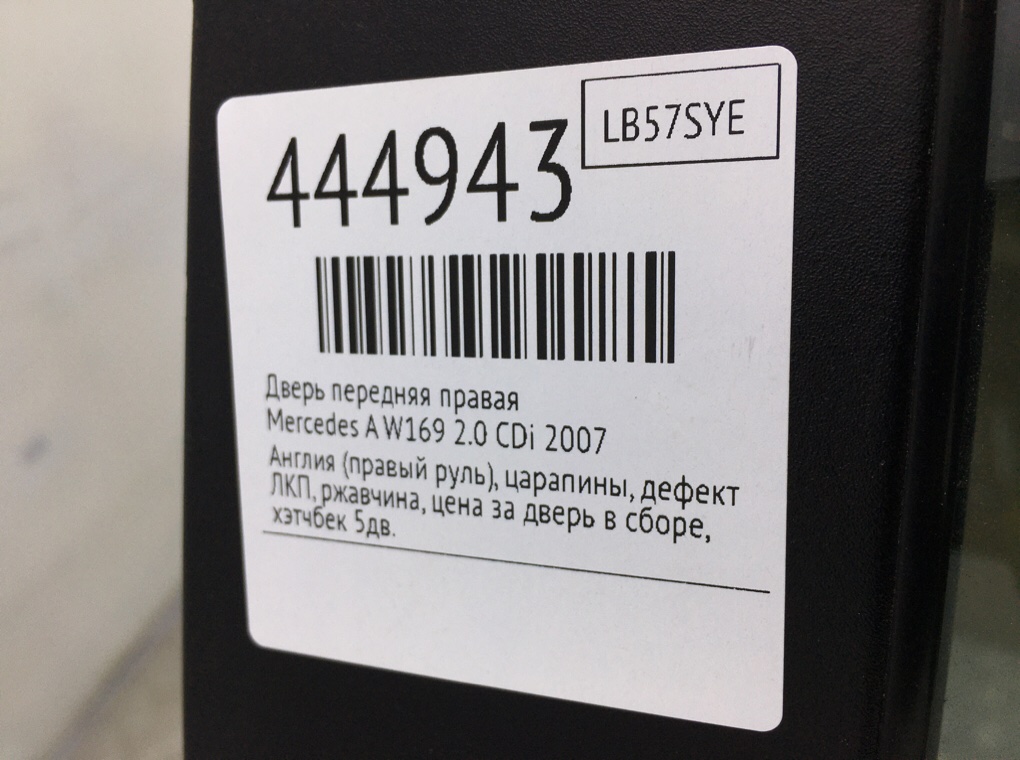 LB57SYE
444943
Дверь передняя правая
Mercedes A W169 2.0 CDi 2007
Англия (правый руль), царапины, дефект
ЛКП, ржавчина, цена за дверь в сборе,
хэтчбек 5дв.